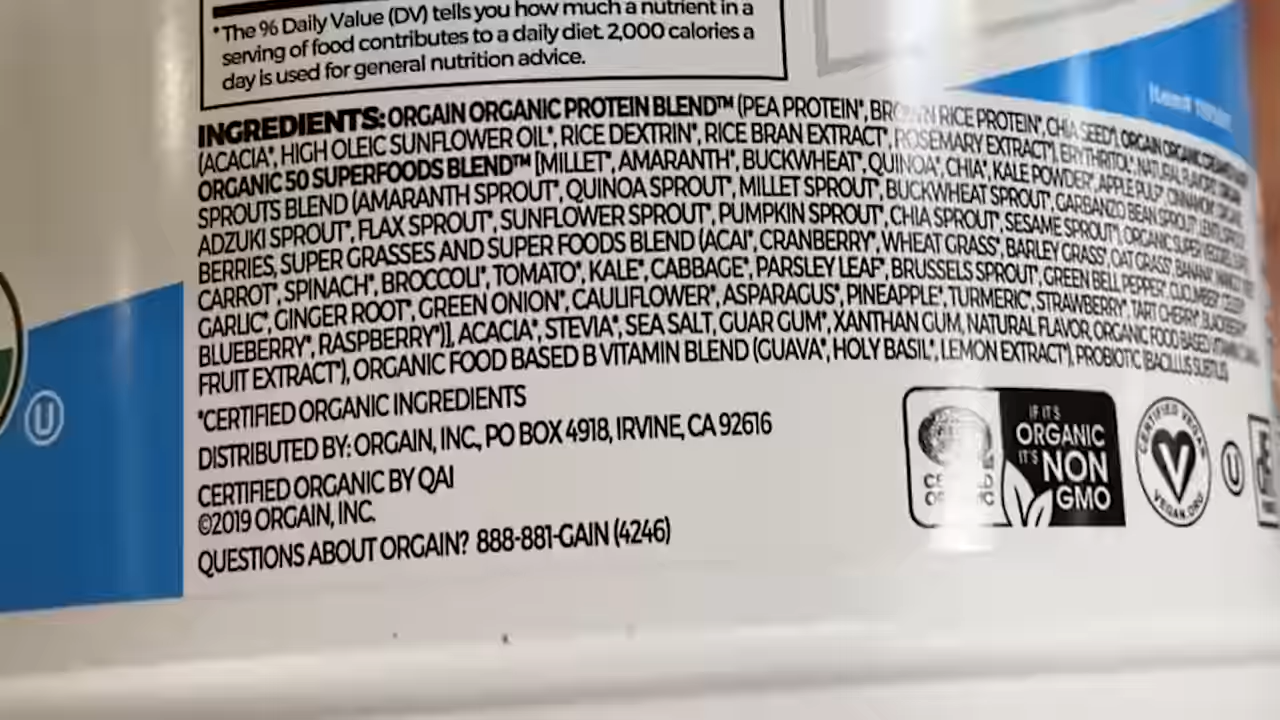 *The % Daily Value (DV) tells you how much a nutrient in a
serving of food contributes to a daily diet. 2,000 calories a
day is used for general nutrition advice.
INGREDIENTS: ORGAIN ORGANIC PROTEIN BLEND™ (PEA PROTEIN*, BROWN RICE PROTEIN*, CHIA SEED*), ORGAIN ORGANIC
(ACACIA*, HIGH OLEIC SUNFLOWER OIL*, RICE DEXTRIN*, RICE BRAN EXTRACT*, ROSEMARY EXTRACT*), ERYTHRITOL*, NATURAL FLAVORS*,
ORGANIC 50 SUPERFOODS BLEND™ [MILLET*, AMARANTH*, BUCKWHEAT*, QUINOA*, CHIA*, KALE POWDER*, APPLE PULP*, CINNAMON*,
SPROUTS BLEND (AMARANTH SPROUT*, QUINOA SPROUT*, MILLET SPROUT*, BUCKWHEAT SPROUT*, GARBANZO BEAN SPROUT*, LENTIL SPROUT*
ADZUKI SPROUT*, FLAX SPROUT*, SUNFLOWER SPROUT*, PUMPKIN SPROUT*, CHIA SPROUT*, SESAME SPROUT*), ORGANIC SUPER
BERRIES, SUPER GRASSES AND SUPER FOODS BLEND (ACAI*, CRANBERRY*, WHEAT GRASS*, BARLEY GRASS*, OAT GRASS*, BANANA*,
CARROT*, SPINACH*, BROCCOLI*, TOMATO*, KALE*, CABBAGE*, PARSLEY LEAF*, BRUSSELS SPROUT*, GREEN BELL PEPPER*, CUCUMBER*, CELERY*
GARLIC*, GINGER ROOT*, GREEN ONION*, CAULIFLOWER*, ASPARAGUS*, PINEAPPLE*, TURMERIC*, STRAWBERRY*, TART CHERRY*, BLACKBERRY*
BLUEBERRY*, RASPBERRY*)], ACACIA*, STEVIA*, SEA SALT, GUAR GUM*, XANTHAN GUM, NATURAL FLAVOR, ORGANIC FOOD BASED VITAMIN
FRUIT EXTRACT*), ORGANIC FOOD BASED B VITAMIN BLEND (GUAVA*, HOLY BASIL*, LEMON EXTRACT*), PROBIOTIC (BACILLUS SUBTILIS
*CERTIFIED ORGANIC INGREDIENTS
DISTRIBUTED BY: ORGAIN, INC, PO BOX 4918, IRVINE, CA 92616
CERTIFIED ORGANIC BY QAI
©2019 ORGAIN, INC.
QUESTIONS ABOUT ORGAIN? 888-881-GAIN (4246)
IF IT'S
ORGANIC
IT'S NON
GMO
CERTIFIED VEGAN
V
VEGAN.ORG
U
U